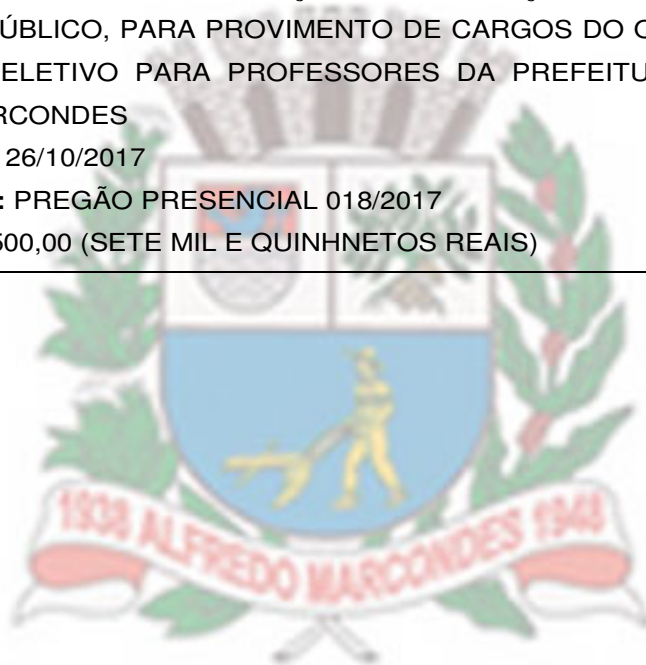 ÚBLICO, PARA PROVIMENTO DE CARGOS DO
ELETIVO PARA PROFESSORES DA PREFEITU
RCONDES
26/10/2017
: PREGÃO PRESENCIAL 018/2017
500,00 (SETE MIL E QUINHNETOS REAIS)
1938 ALFREDO MARCONDES 1948